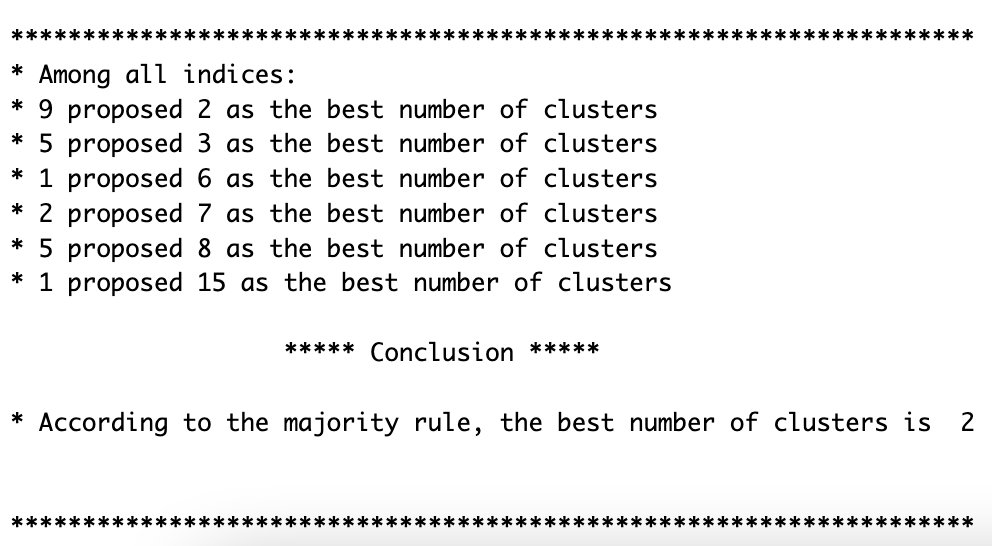 *******************************************************************
* Among all indices:
* 9 proposed 2 as the best number of clusters
* 5 proposed 3 as the best number of clusters
* 1 proposed 6 as the best number of clusters
* 2 proposed 7 as the best number of clusters
* 5 proposed 8 as the best number of clusters
* 1 proposed 15 as the best number of clusters
***** Conclusion *****
* According to the majority rule, the best number of clusters is  2
*******************************************************************